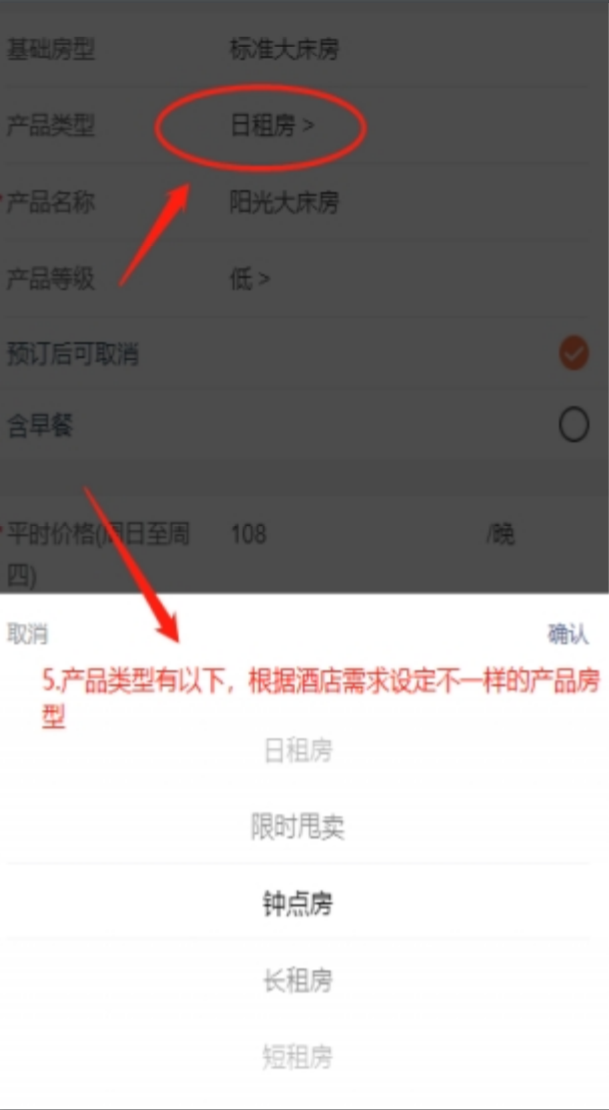 基础房型 标准大床房
产品类型 日租房 >
*产品名称 阳光大床房
产品等级 低 >
预订后可取消
含早餐
*平时价格(周日至周 108 /晚
四)
取消 确认
5.产品类型有以下，根据酒店需求设定不一样的产品房
型
日租房
限时甩卖
钟点房
长租房
短租房